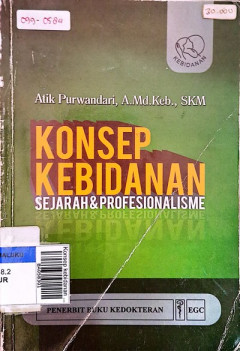 KEBIDANAN
Atik Purwandari, A.Md.Keb., SKM
KONSEP
KEBIDANAN
SEJARAH & PROFESIONALISME
PENERBIT BUKU KEDOKTERAN
EGC